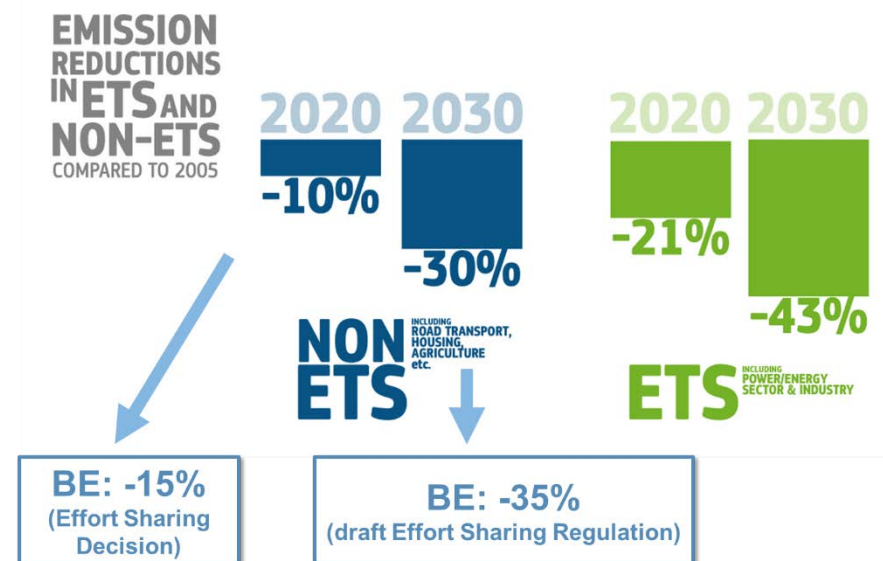 EMISSION
REDUCTIONS
IN ETS AND
NON-ETS
COMPARED TO 2005
2020 2030
-10%
-30%
NON
ETS
INCLUDING
ROAD TRANSPORT,
HOUSING,
AGRICULTURE
etc.
2020 2030
-21%
-43%
ETS
INCLUDING
POWER/ENERGY
SECTOR & INDUSTRY
BE: -15%
(Effort Sharing
Decision)
BE: -35%
(draft Effort Sharing Regulation)